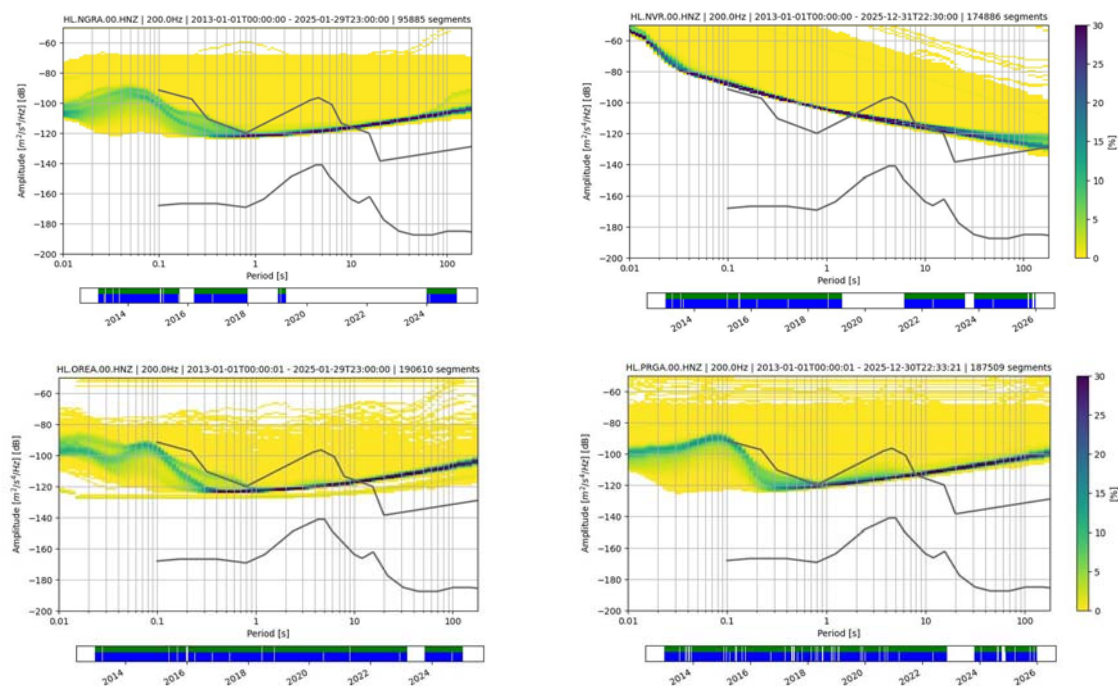 HL.NGRA.00.HNZ | 200.0Hz | 2013-01-01T00:00:00 - 2025-01-29T23:00:00 | 95885 segments
Amplitude [m²/s⁴/Hz] [dB]
−60
−80
−100
−120
−140
−160
−180
−200
0.01 0.1 1 10 100
Period [s]
2014 2016 2018 2020 2022 2024
HL.NVR.00.HNZ | 200.0Hz | 2013-01-01T00:00:00 - 2025-12-31T22:30:00 | 174886 segments
Amplitude [m²/s⁴/Hz] [dB]
−60
−80
−100
−120
−140
−160
−180
−200
0.01 0.1 1 10 100
Period [s]
30
25
20
15
10
5
0
[%]
2014 2016 2018 2020 2022 2024 2026
HL.OREA.00.HNZ | 200.0Hz | 2013-01-01T00:00:01 - 2025-01-29T23:00:00 | 190610 segments
Amplitude [m²/s⁴/Hz] [dB]
−60
−80
−100
−120
−140
−160
−180
−200
0.01 0.1 1 10 100
Period [s]
2014 2016 2018 2020 2022 2024
HL.PRGA.00.HNZ | 200.0Hz | 2013-01-01T00:00:01 - 2025-12-30T22:33:21 | 187509 segments
Amplitude [m²/s⁴/Hz] [dB]
−60
−80
−100
−120
−140
−160
−180
−200
0.01 0.1 1 10 100
Period [s]
30
25
20
15
10
5
0
[%]
2014 2016 2018 2020 2022 2024 2026